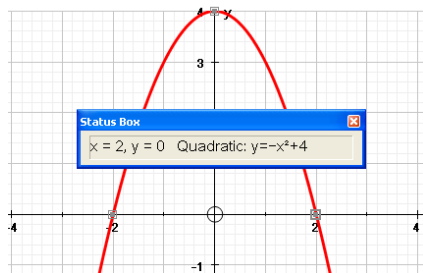 4 y
3
Status Box
x = 2, y = 0 Quadratic: y=−x²+4
-4 -2 2 4
-1